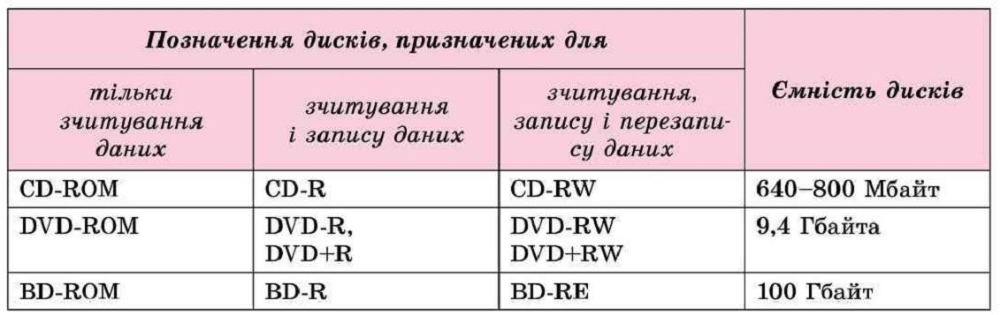 Позначення дисків, призначених для
Ємність дисків
тільки
зчитування
даних
зчитування
і запису даних
зчитування,
запису і перезапи-
су даних
CD-ROM
CD-R
CD-RW
640–800 Мбайт
DVD-ROM
DVD-R,
DVD+R
DVD-RW
DVD+RW
9,4 Гбайта
BD-ROM
BD-R
BD-RE
100 Гбайт